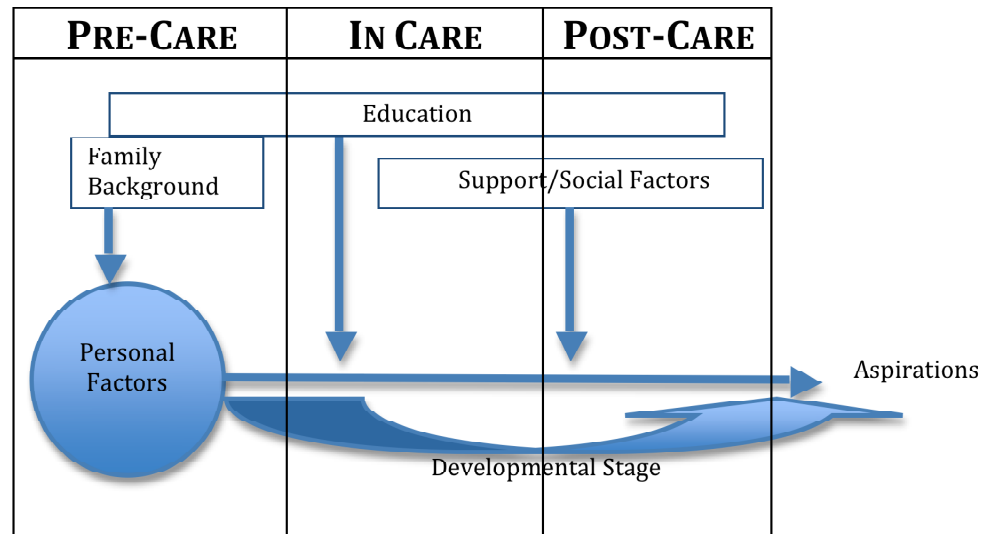 PRE-CARE
IN CARE
POST-CARE
Education
Family
Background
Support/Social Factors
Personal
Factors
Aspirations
Developmental Stage